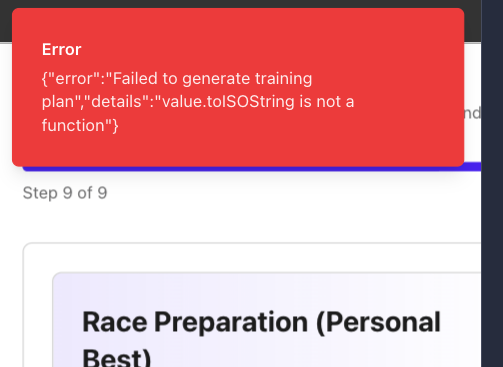 Error
{"error":"Failed to generate training
plan","details":"value.toISOString is not a
function"}
nd
Step 9 of 9
Race Preparation (Personal
Best)